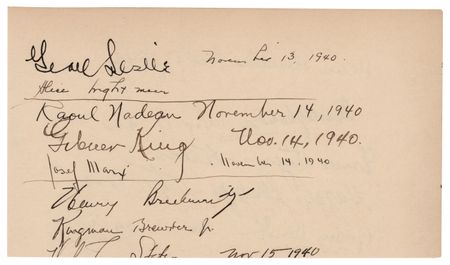 Gene Leslie November 13, 1940.
Alice
Raoul Nadeau November 14, 1940
King Nov. 14, 1940.
Josef Marx November 14. 1940
Henry Breckinridge
Kingman Brewster Jr.
Nov 15 1940